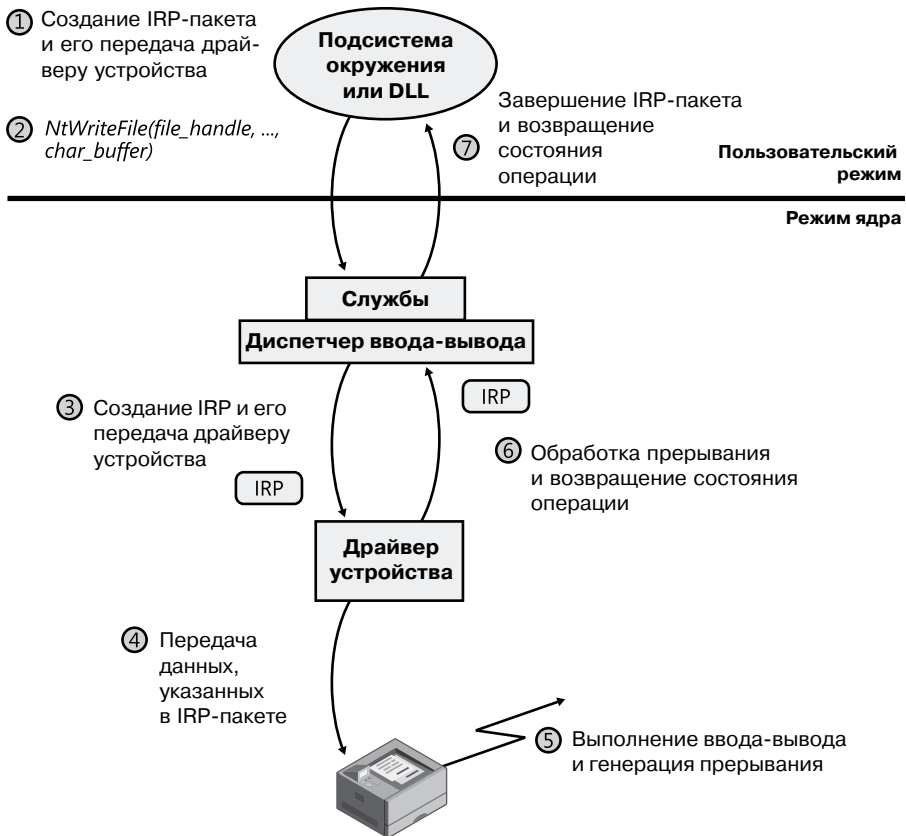 1 Создание IRP-пакета
и его передача драй-
веру устройства
Подсистема
окружения
или DLL
2 NtWriteFile(file_handle, ...,
char_buffer)
Завершение IRP-пакета
и возвращение
7 состояния
операции
Пользовательский
режим
Режим ядра
Службы
Диспетчер ввода-вывода
3 Создание IRP и его
передача драйверу
устройства
IRP
IRP
6 Обработка прерывания
и возвращение состояния
операции
Драйвер
устройства
4 Передача
данных,
указанных
в IRP-пакете
5 Выполнение ввода-вывода
и генерация прерывания